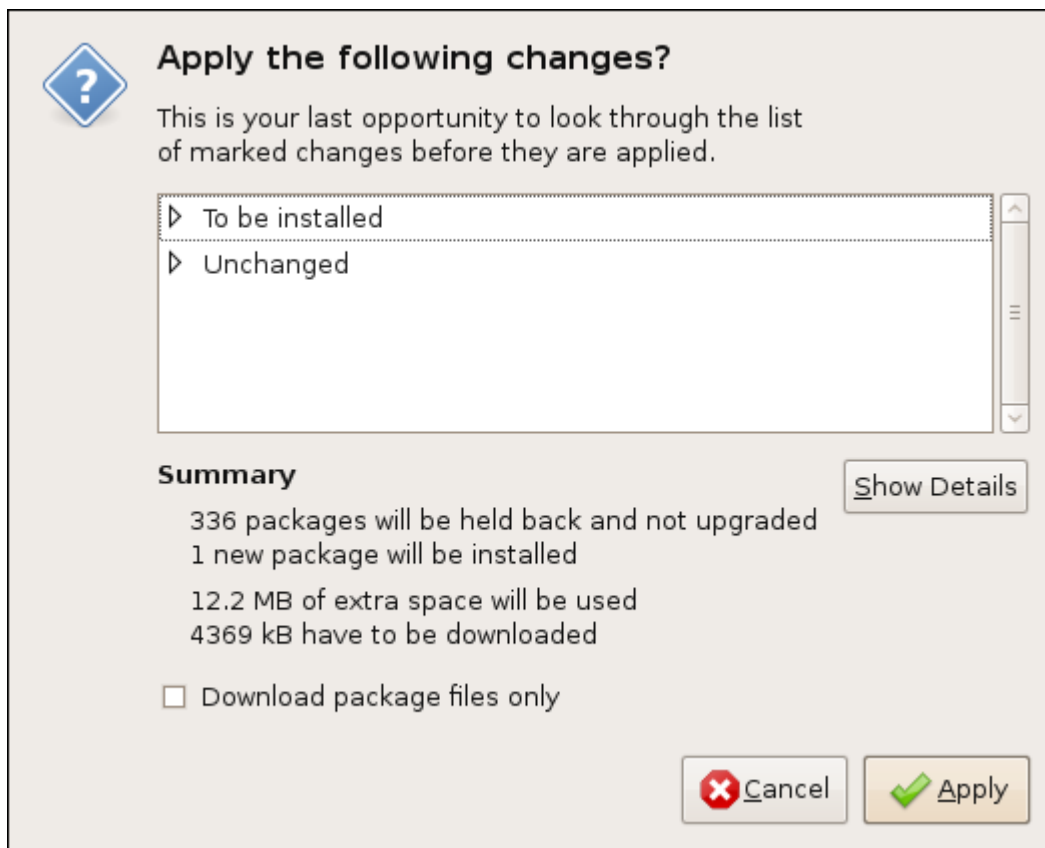 Apply the following changes?
This is your last opportunity to look through the list
of marked changes before they are applied.
To be installed
Unchanged
Summary
Show Details
336 packages will be held back and not upgraded
1 new package will be installed
12.2 MB of extra space will be used
4369 kB have to be downloaded
Download package files only
Cancel
Apply